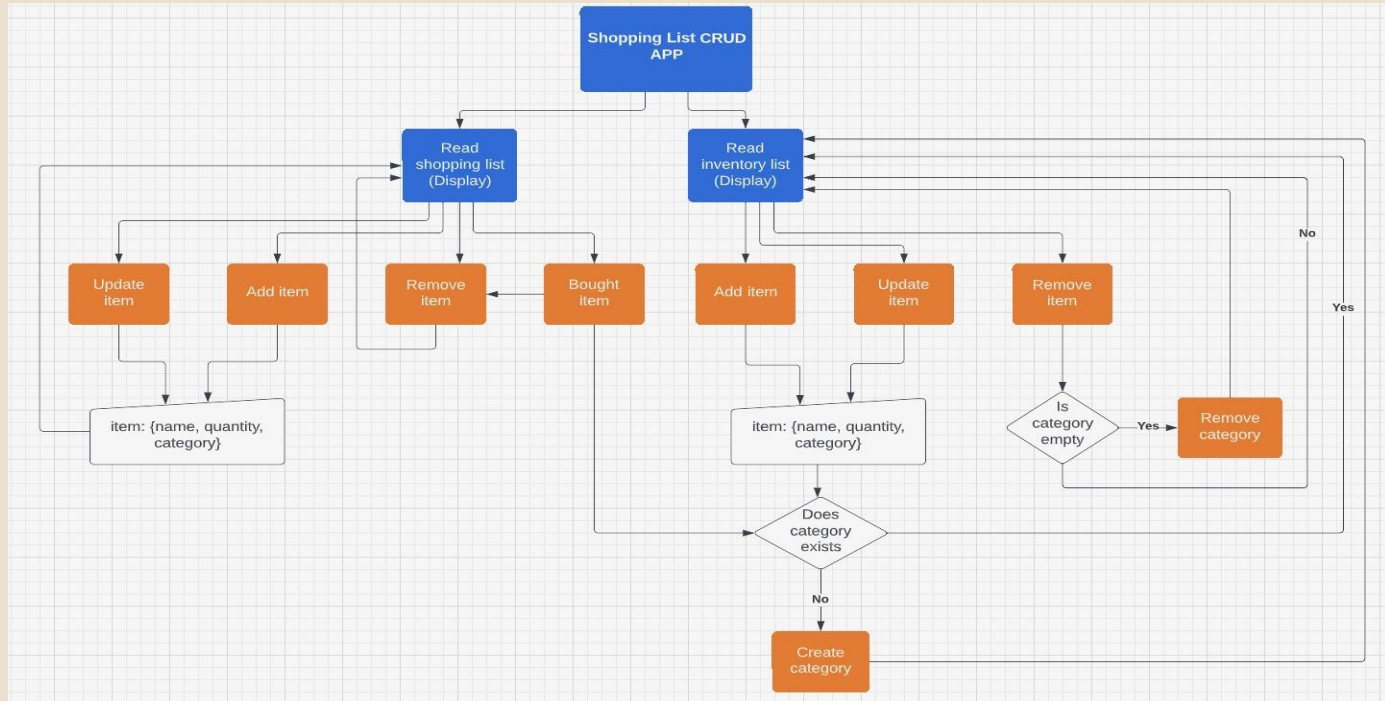 Shopping List CRUD
APP
Read
shopping list
(Display)
Read
inventory list
(Display)
No
Update
item
Add item
Remove
item
Bought
item
Add item
Update
item
Remove
item
Yes
item: {name, quantity,
category}
item: {name, quantity,
category}
Is
category
empty
Yes
Remove
category
Does
category
exists
No
Create
category